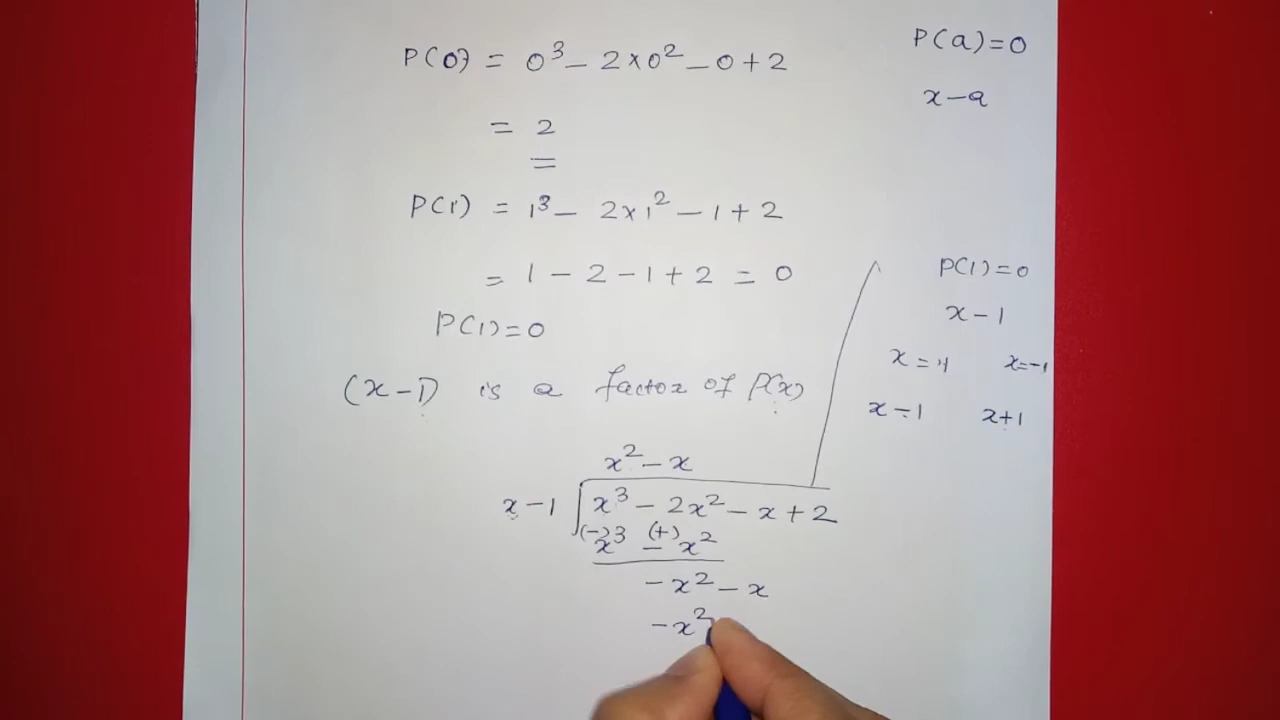 P(0) = 0³ – 2×0² – 0 + 2
= 2
=
P(1) = 1³ – 2×1² – 1 + 2
= 1 – 2 – 1 + 2 = 0
P(1) = 0
(x – 1) is a factor of P(x)
x² – x
x – 1 x³ – 2x² – x + 2
(–) (+)
x³ – x²
– x² – x
– x²
P(a) = 0
x – a
P(1) = 0
x – 1
x = +1 x = –1
x – 1 x + 1